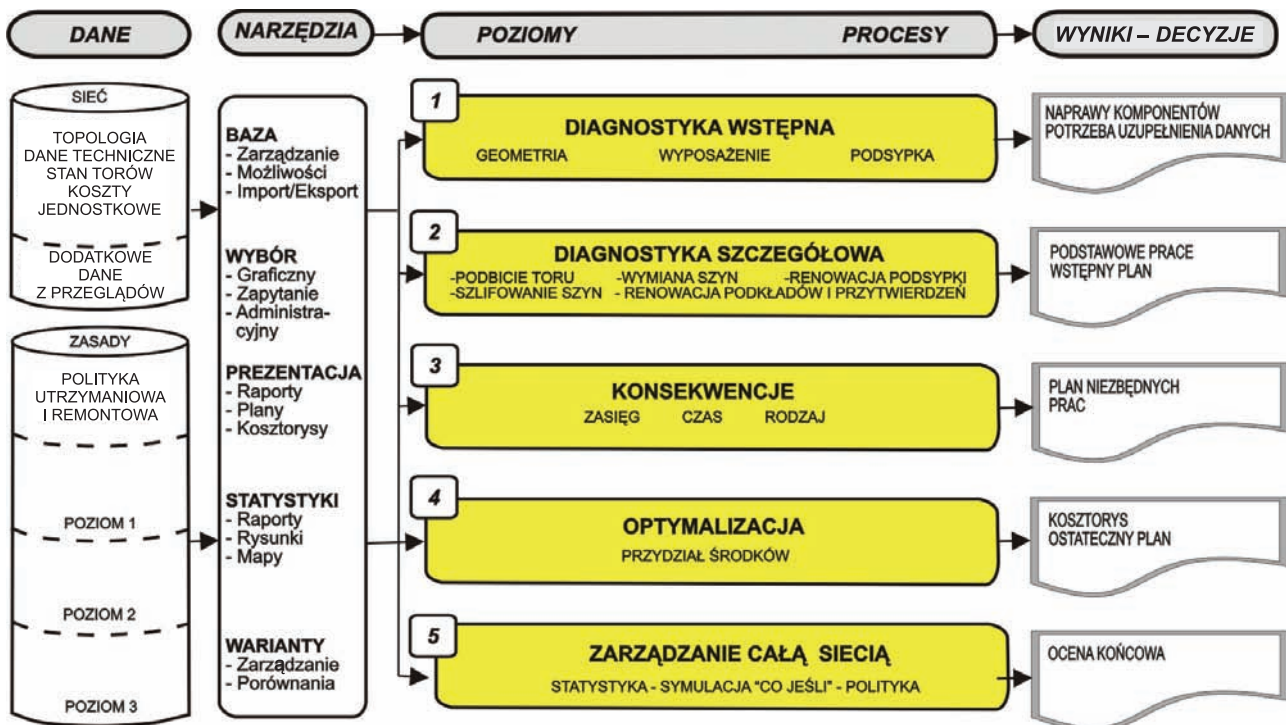 DANE
NARZĘDZIA
POZIOMY PROCESY
WYNIKI – DECYZJE
SIEĆ
TOPOLOGIA
DANE TECHNICZNE
STAN TORÓW
KOSZTY
JEDNOSTKOWE
DODATKOWE
DANE
Z PRZEGLĄDÓW
ZASADY
POLITYKA
UTRZYMANIOWA
I REMONTOWA
POZIOM 1
POZIOM 2
POZIOM 3
BAZA
- Zarządzanie
- Możliwości
- Import/Eksport
WYBÓR
- Graficzny
- Zapytanie
- Administra-
cyjny
PREZENTACJA
- Raporty
- Plany
- Kosztorysy
STATYSTYKI
- Raporty
- Rysunki
- Mapy
WARIANTY
- Zarządzanie
- Porównania
1
DIAGNOSTYKA WSTĘPNA
GEOMETRIA WYPOSAŻENIE PODSYPKA
2
DIAGNOSTYKA SZCZEGÓŁOWA
-PODBICIE TORU -WYMIANA SZYN -RENOWACJA PODSYPKI
-SZLIFOWANIE SZYN - RENOWACJA PODKŁADÓW I PRZYTWIERDZEŃ
3
KONSEKWENCJE
ZASIĘG CZAS RODZAJ
4
OPTYMALIZACJA
PRZYDZIAŁ ŚRODKÓW
5
ZARZĄDZANIE CAŁĄ SIECIĄ
STATYSTYKA - SYMULACJA "CO JEŚLI" - POLITYKA
NAPRAWY KOMPONENTÓW
POTRZEBA UZUPEŁNIENIA DANYCH
PODSTAWOWE PRACE
WSTĘPNY PLAN
PLAN NIEZBĘDNYCH
PRAC
KOSZTORYS
OSTATECZNY PLAN
OCENA KOŃCOWA